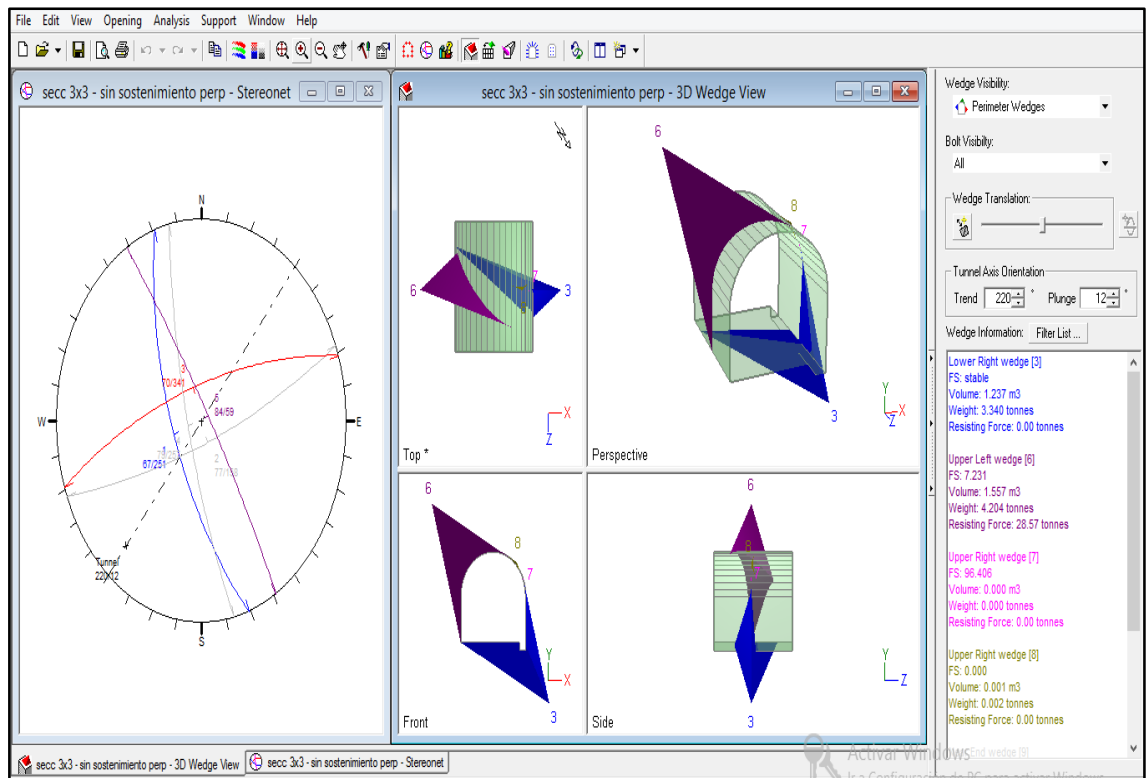 File Edit View Opening Analysis Support Window Help
secc 3x3 - sin sostenimiento perp - Stereonet
N
3
70/341
6
84/59
W
E
1
67/251
2
Tunnel
220/12
S
secc 3x3 - sin sostenimiento perp - 3D Wedge View
N
6
7
3
X
Z
Top *
6
8
7
3
Y
X
Z
Perspective
6
8
7
3
Y
X
Front
6
8
3
Y
Z
Side
Wedge Visibility:
Perimeter Wedges
Bolt Visibility:
All
Wedge Translation:
Tunnel Axis Orientation
Trend 220 ° Plunge 12 °
Wedge Information: Filter List ...
Lower Right wedge [3]
FS: stable
Volume: 1.237 m3
Weight: 3.340 tonnes
Resisting Force: 0.00 tonnes
Upper Left wedge [6]
FS: 7.231
Volume: 1.557 m3
Weight: 4.204 tonnes
Resisting Force: 28.57 tonnes
Upper Right wedge [7]
FS: 96.406
Volume: 0.000 m3
Weight: 0.000 tonnes
Resisting Force: 0.00 tonnes
Upper Right wedge [8]
FS: 0.000
Volume: 0.001 m3
Weight: 0.002 tonnes
Resisting Force: 0.00 tonnes
End wedge [9]
Activar Windows
secc 3x3 - sin sostenimiento perp - 3D Wedge View
secc 3x3 - sin sostenimiento perp - Stereonet